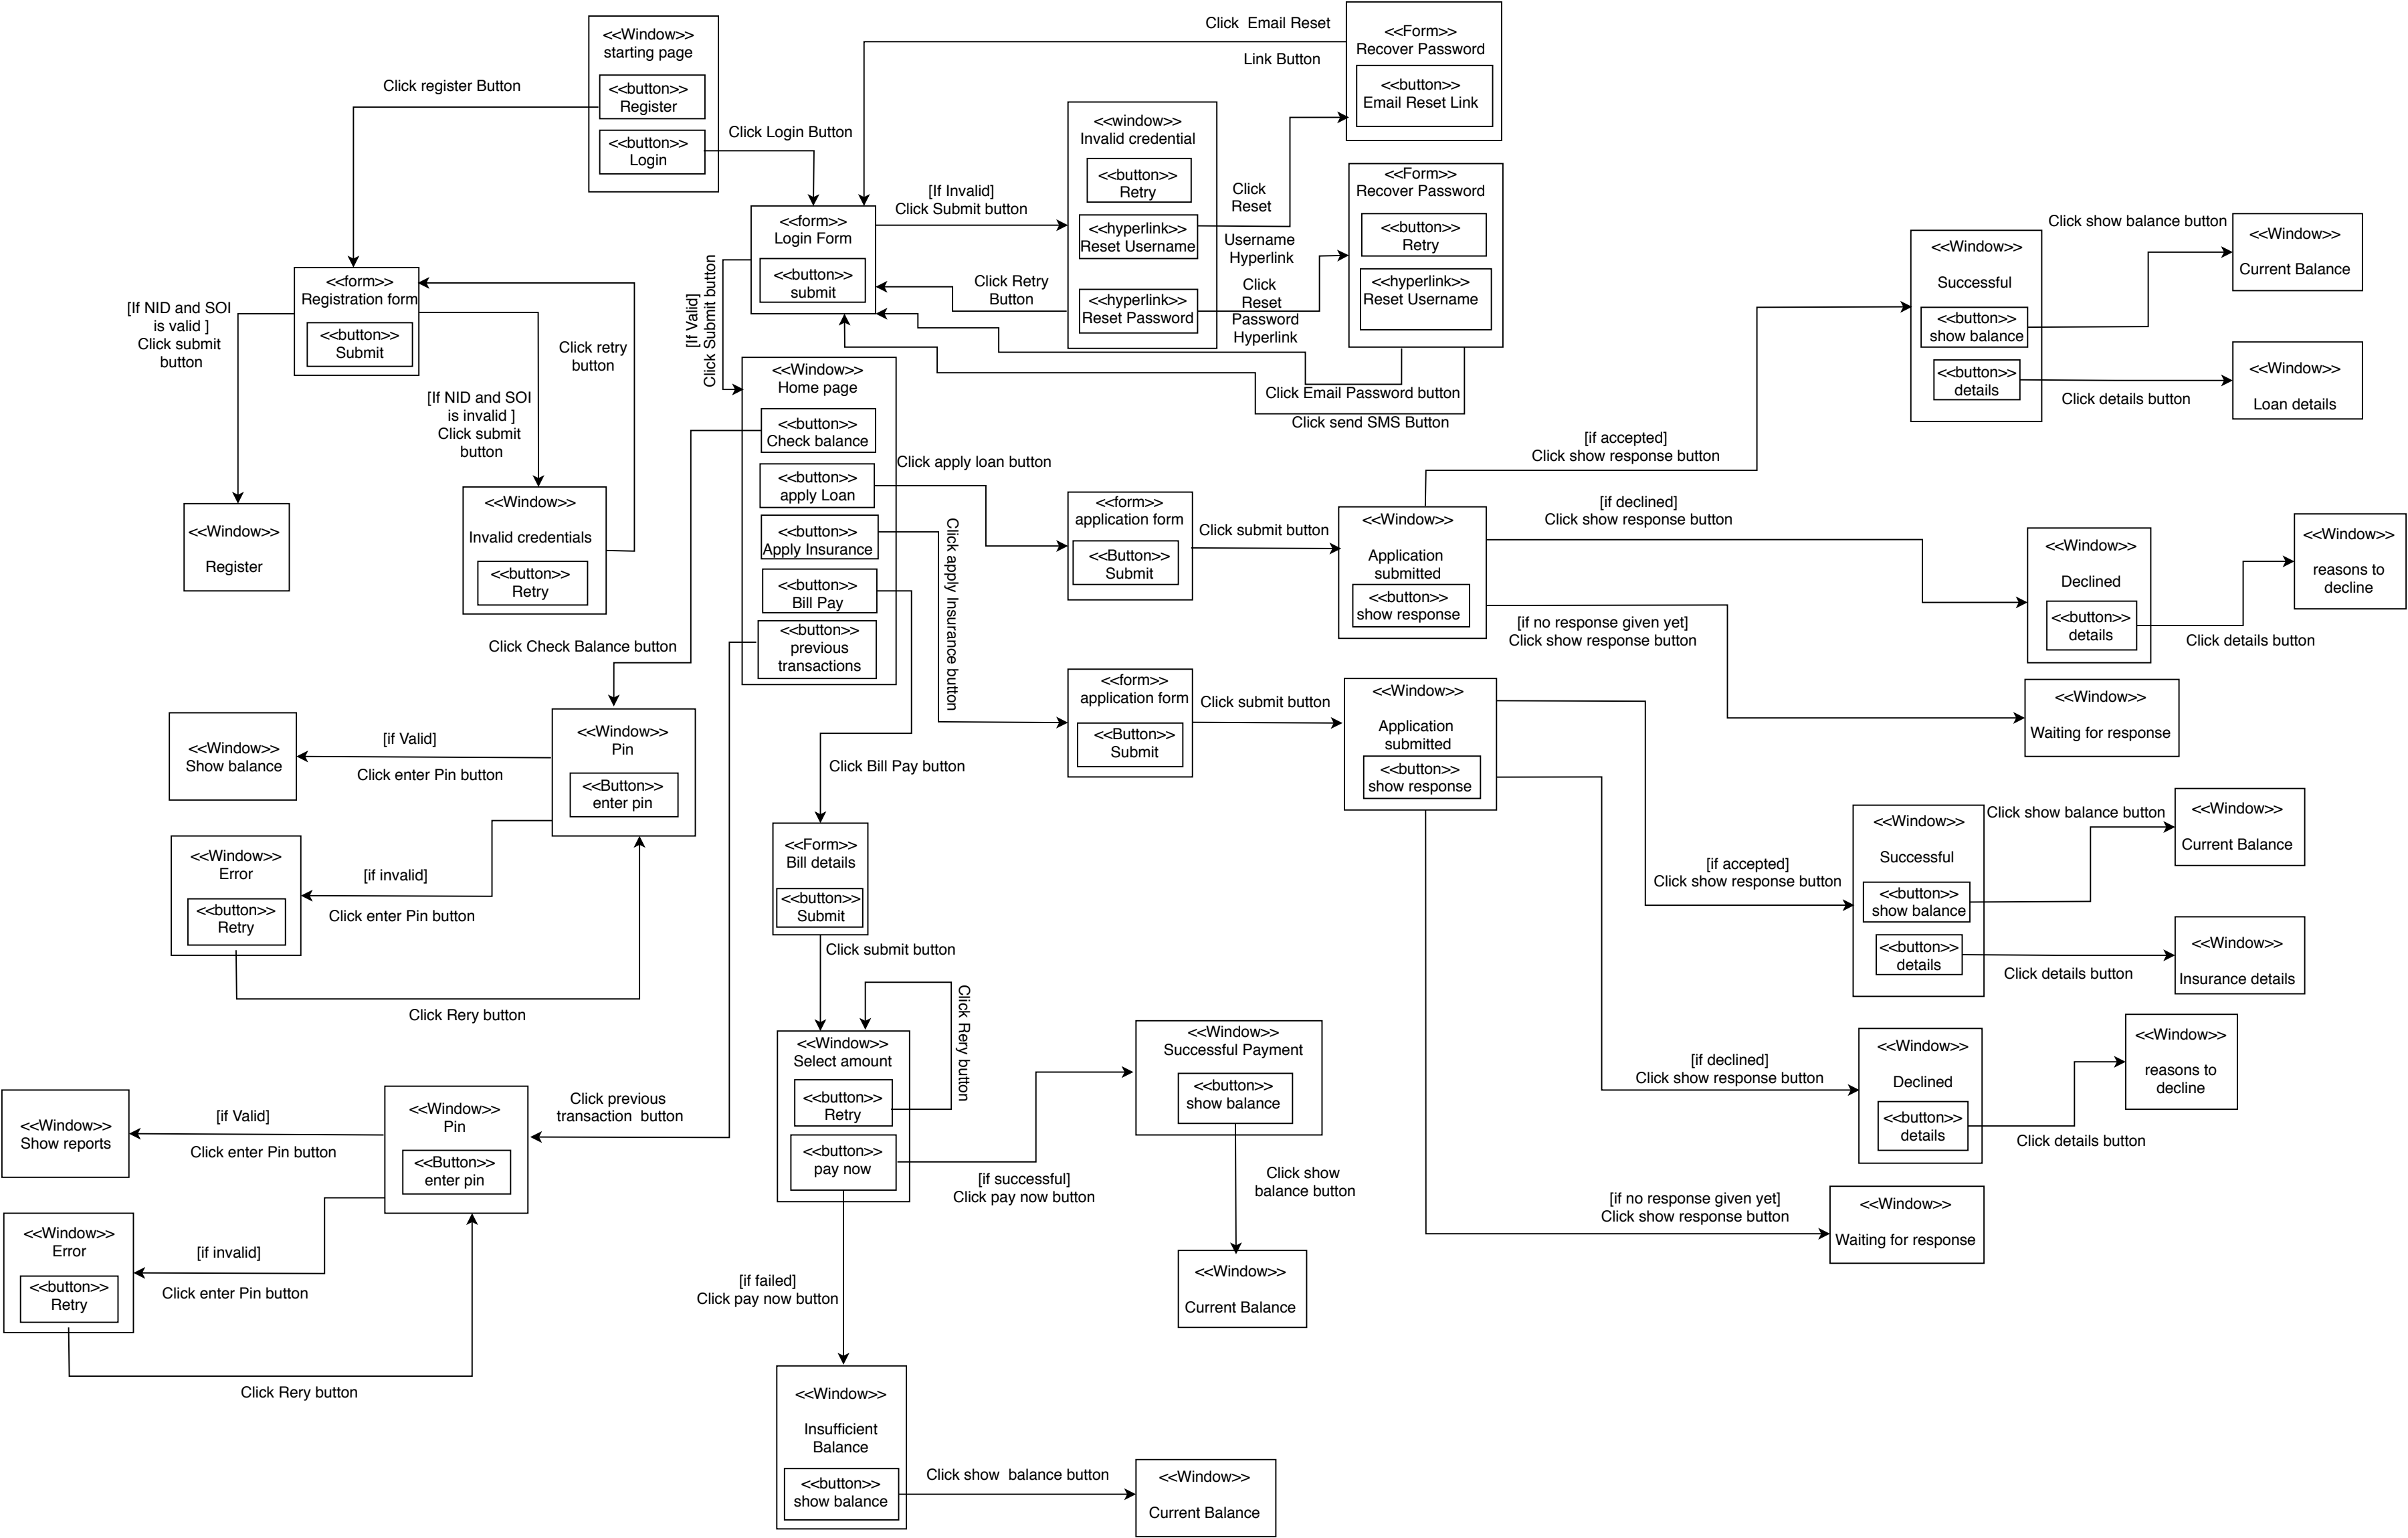 <<Window>>
starting page
<<button>>
Register
<<button>>
Login
Click register Button
Click Login Button
Click  Email Reset
Link Button
<<Form>>
Recover Password
<<button>>
Email Reset Link
<<window>>
Invalid credential
<<button>>
Retry
<<hyperlink>>
Reset Username
<<hyperlink>>
Reset Password
Click
Reset
Username
Hyperlink
Click
Reset
Password
Hyperlink
<<Form>>
Recover Password
<<button>>
Retry
<<hyperlink>>
Reset Username
[If Invalid]
Click Submit button
<<form>>
Login Form
<<button>>
submit
Click Retry
Button
[If Valid]
Click Submit button
Click Email Password button
Click send SMS Button
<<form>>
Registration form
<<button>>
Submit
[If NID and SOI
is valid ]
Click submit
button
[If NID and SOI
is invalid ]
Click submit
button
Click retry
button
<<Window>>
Register
<<Window>>
Invalid credentials
<<button>>
Retry
<<Window>>
Home page
<<button>>
Check balance
<<button>>
apply Loan
<<button>>
Apply Insurance
<<button>>
Bill Pay
<<button>>
previous
transactions
Click apply loan button
Click apply Insurance button
Click Check Balance button
<<form>>
application form
<<Button>>
Submit
Click submit button
<<Window>>
Application
submitted
<<button>>
show response
[if accepted]
Click show response button
[if declined]
Click show response button
[if no response given yet]
Click show response button
<<Window>>
Successful
<<button>>
show balance
<<button>>
details
Click show balance button
<<Window>>
Current Balance
Click details button
<<Window>>
Loan details
<<Window>>
Declined
<<button>>
details
Click details button
<<Window>>
reasons to
decline
<<Window>>
Waiting for response
<<form>>
application form
<<Button>>
Submit
Click submit button
<<Window>>
Application
submitted
<<button>>
show response
[if accepted]
Click show response button
<<Window>>
Successful
<<button>>
show balance
<<button>>
details
Click show balance button
<<Window>>
Current Balance
Click details button
<<Window>>
Insurance details
[if declined]
Click show response button
<<Window>>
Declined
<<button>>
details
Click details button
<<Window>>
reasons to
decline
[if no response given yet]
Click show response button
<<Window>>
Waiting for response
<<Window>>
Pin
<<Button>>
enter pin
[if Valid]
Click enter Pin button
<<Window>>
Show balance
[if invalid]
Click enter Pin button
<<Window>>
Error
<<button>>
Retry
Click Rery button
Click Bill Pay button
<<Form>>
Bill details
<<button>>
Submit
Click submit button
<<Window>>
Select amount
<<button>>
Retry
<<button>>
pay now
Click Rery button
[if successful]
Click pay now button
<<Window>>
Successful Payment
<<button>>
show balance
Click show
balance button
<<Window>>
Current Balance
[if failed]
Click pay now button
<<Window>>
Insufficient
Balance
<<button>>
show balance
Click show  balance button
<<Window>>
Current Balance
Click previous
transaction  button
<<Window>>
Pin
<<Button>>
enter pin
[if Valid]
Click enter Pin button
<<Window>>
Show reports
[if invalid]
Click enter Pin button
<<Window>>
Error
<<button>>
Retry
Click Rery button